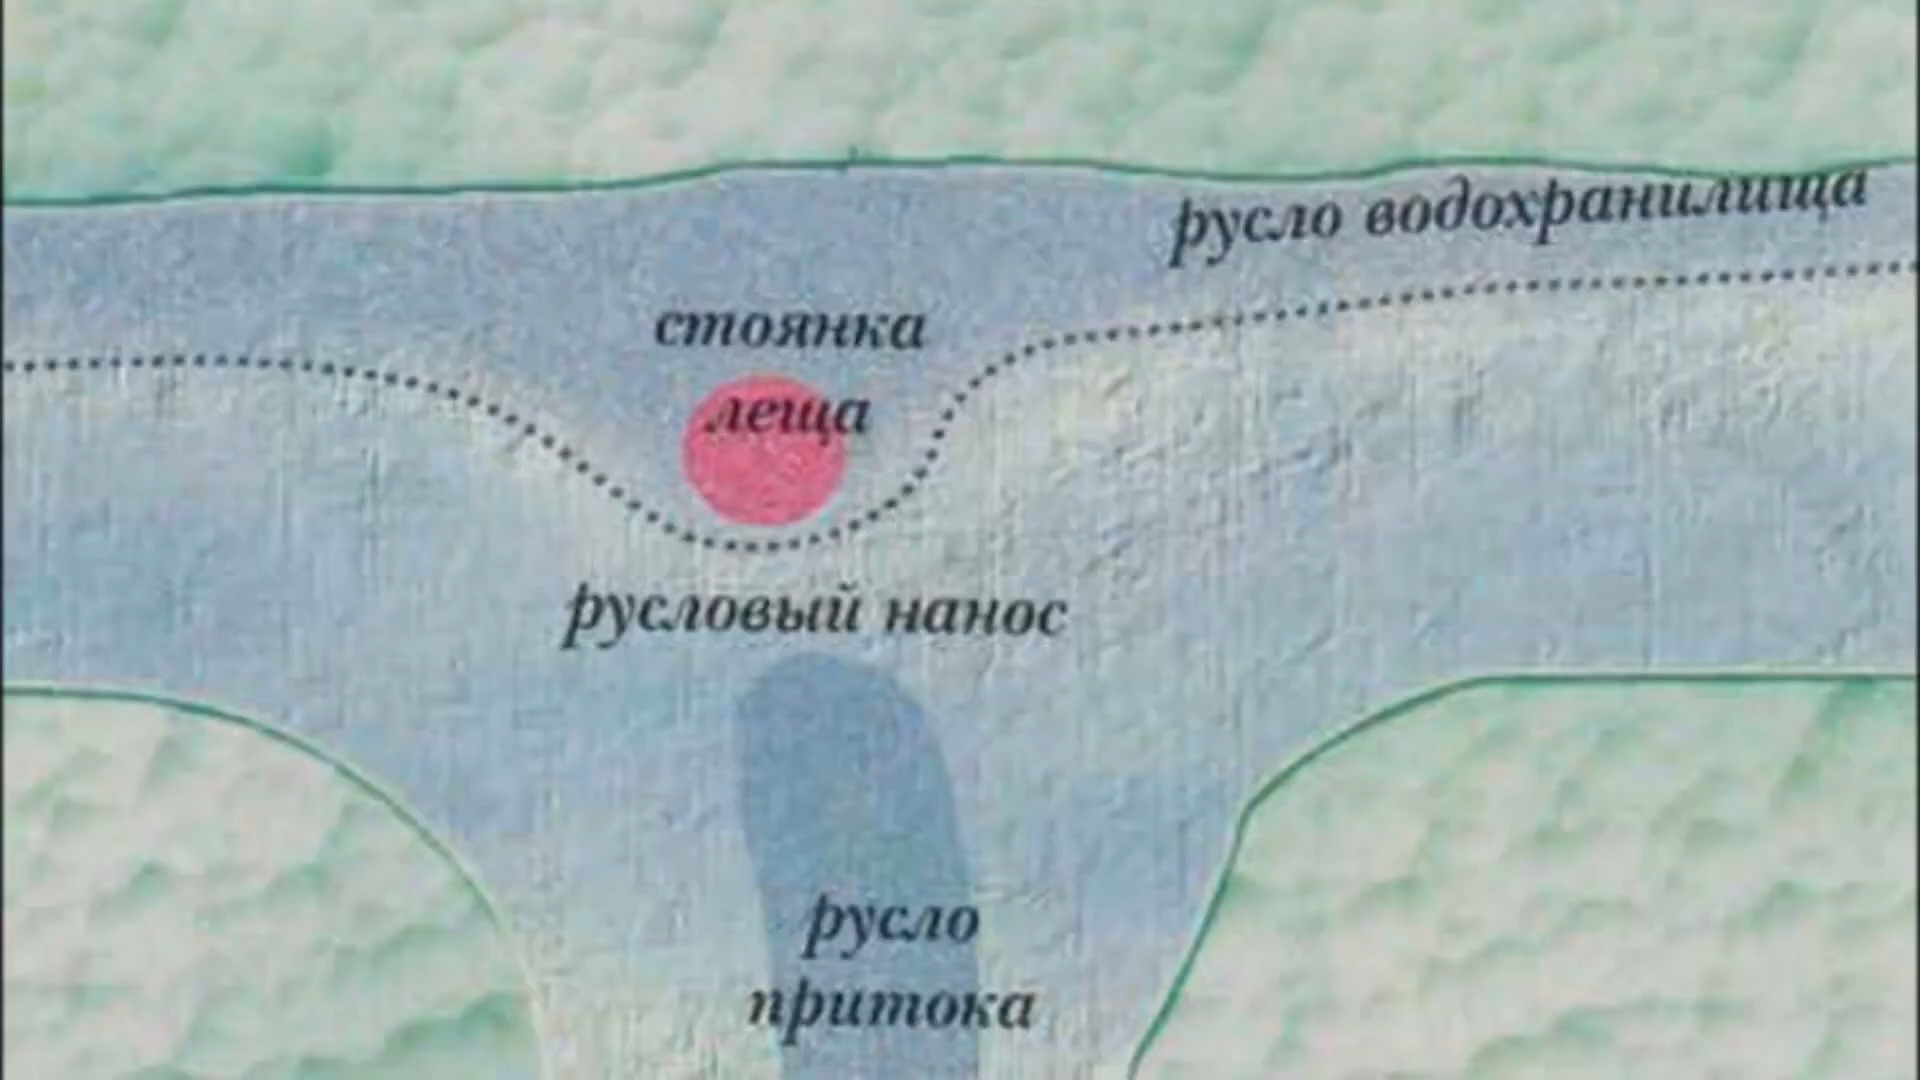 русло водохранилища
стоянка
леща
русловый нанос
русло
притока